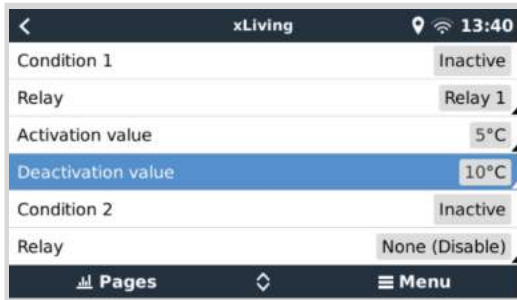 xLiving 13:40
Condition 1 Inactive
Relay Relay 1
Activation value 5°C
Deactivation value 10°C
Condition 2 Inactive
Relay None (Disable)
Pages Menu